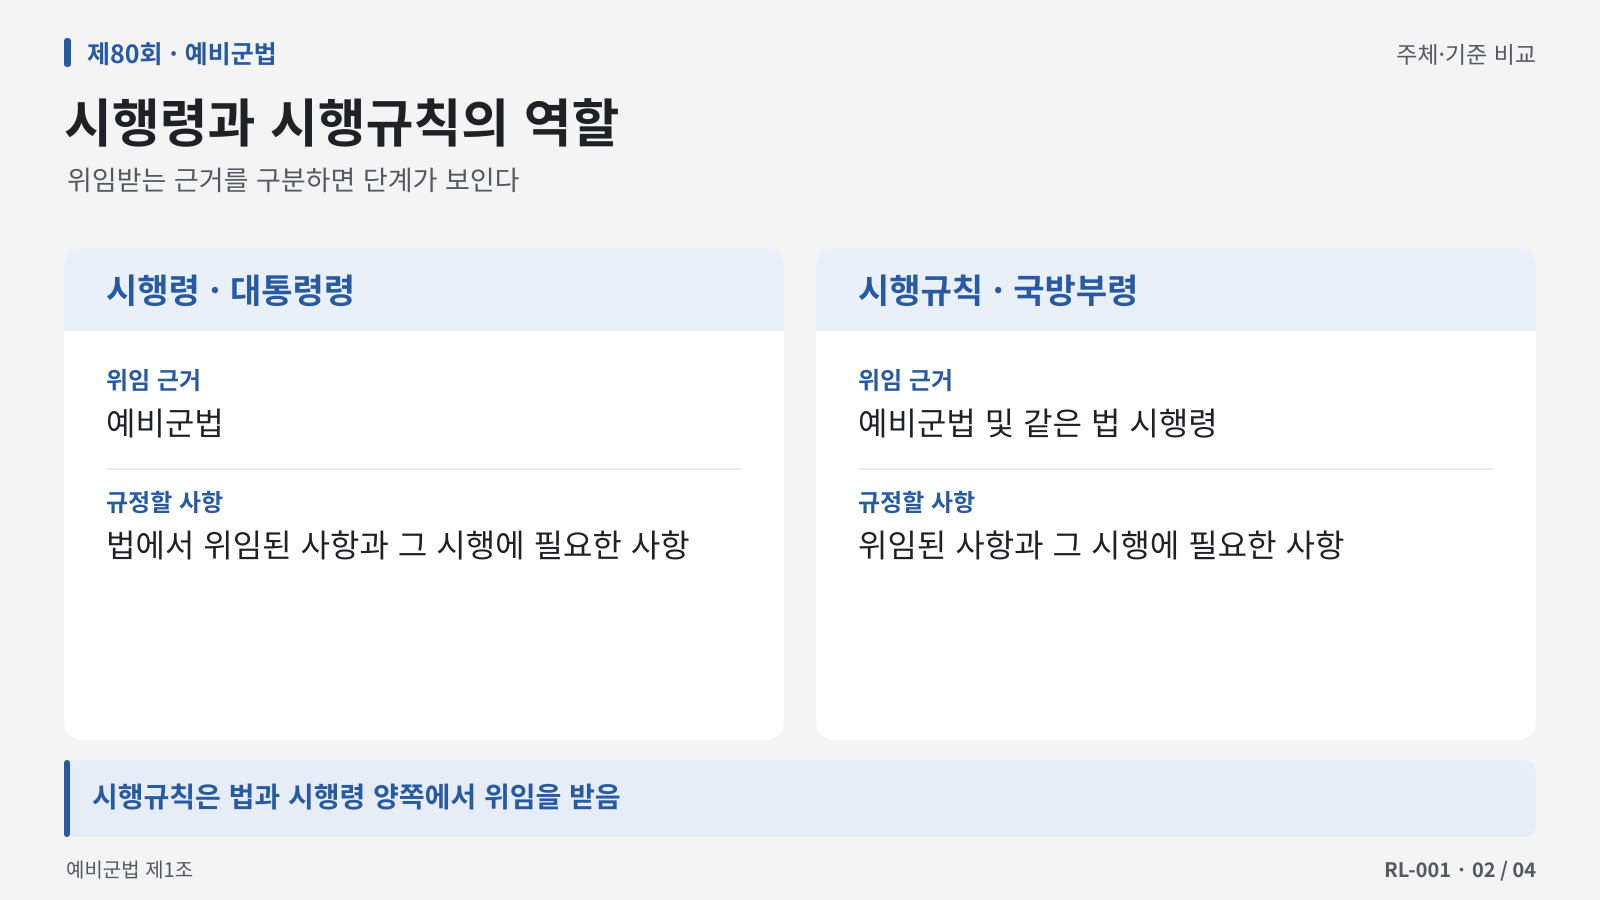 제80회 · 예비군법
주체·기준 비교
시행령과 시행규칙의 역할
위임받는 근거를 구분하면 단계가 보인다
시행령 · 대통령령
위임 근거
예비군법
규정할 사항
법에서 위임된 사항과 그 시행에 필요한 사항
시행규칙 · 국방부령
위임 근거
예비군법 및 같은 법 시행령
규정할 사항
위임된 사항과 그 시행에 필요한 사항
시행규칙은 법과 시행령 양쪽에서 위임을 받음
예비군법 제1조
RL-001 · 02 / 04